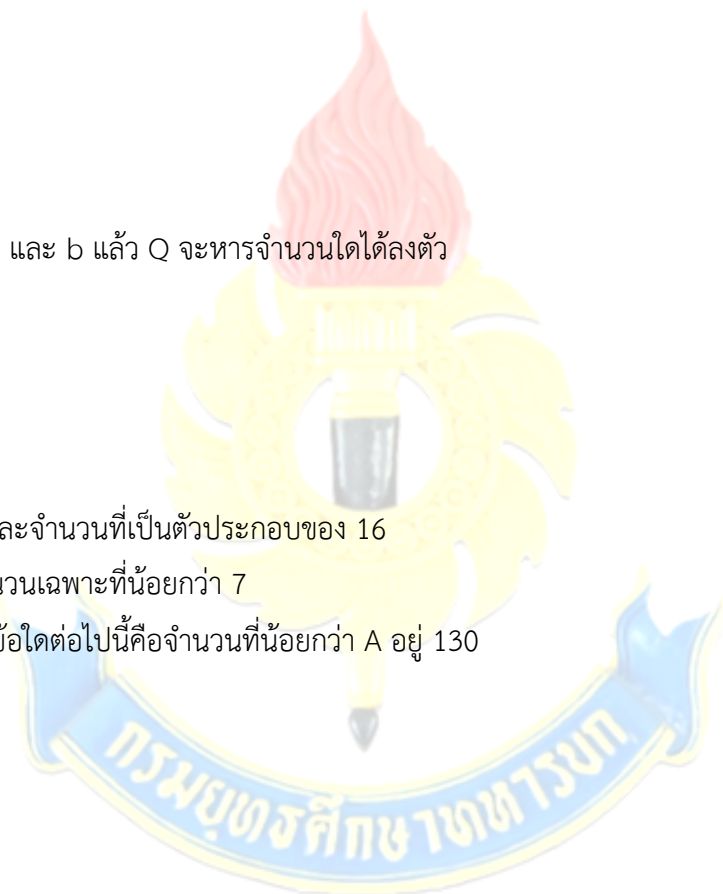 และ b แล้ว Q จะหารจำนวนใดได้ลงตัว
ละจำนวนที่เป็นตัวประกอบของ 16
นวนเฉพาะที่น้อยกว่า 7
ข้อใดต่อไปนี้คือจำนวนที่น้อยกว่า A อยู่ 130
กรมยุทธศึกษาทหารบก